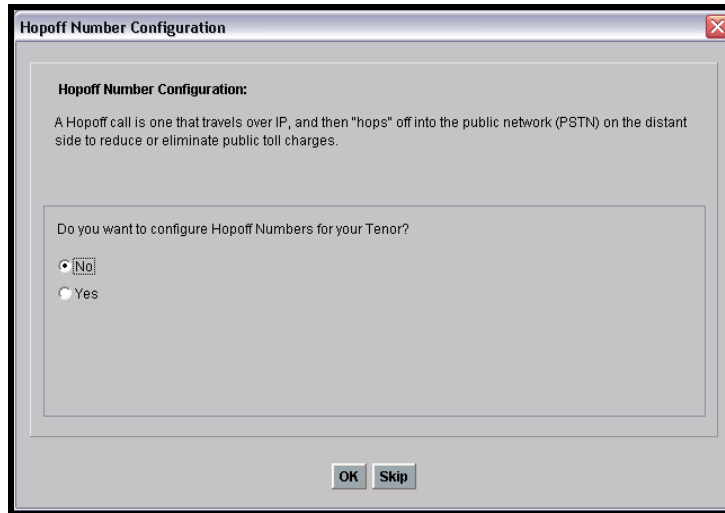 Hopoff Number Configuration
Hopoff Number Configuration:
A Hopoff call is one that travels over IP, and then "hops" off into the public network (PSTN) on the distant
side to reduce or eliminate public toll charges.
Do you want to configure Hopoff Numbers for your Tenor?
No
Yes
OK Skip